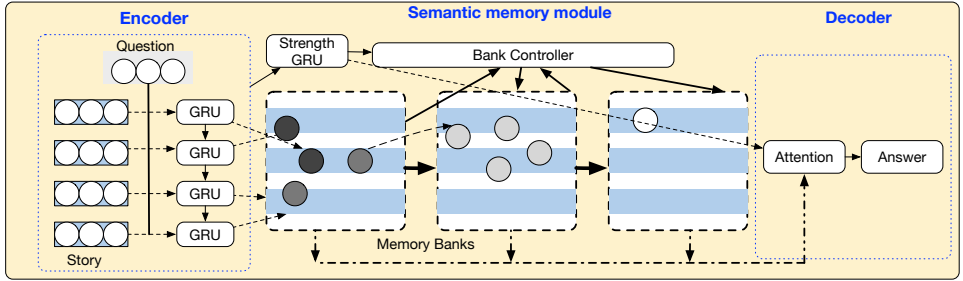 Encoder
Semantic memory module
Decoder
Question
Strength
GRU
Bank Controller
GRU
GRU
GRU
GRU
Attention
Answer
Story
Memory Banks